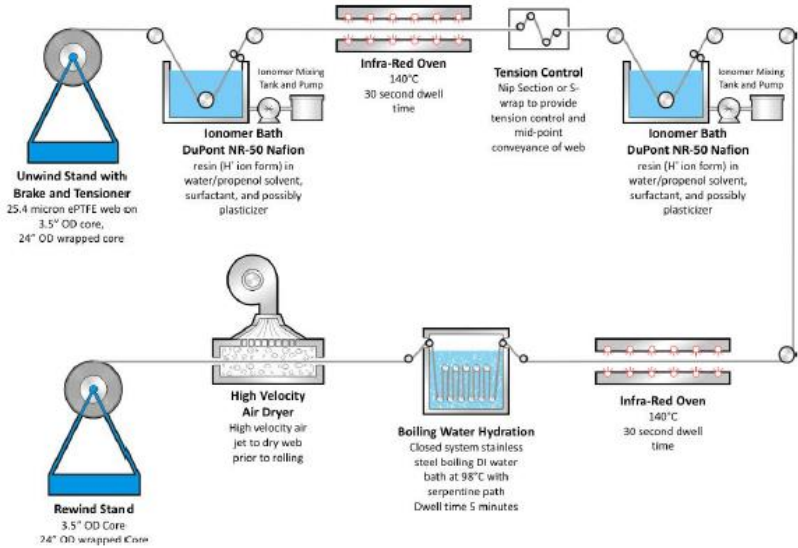 Infra-Red Oven
140°C
30 second dwell
time
Tension Control
Nip Section or S-
wrap to provide
tension control and
mid-point
conveyance of web
Ionomer Mixing
Tank and Pump
Ionomer Mixing
Tank and Pump
Ionomer Bath
DuPont NR-50 Nafion
resin (H⁺ ion form) in
water/propenol solvent,
surfactant, and possibly
plasticizer
Ionomer Bath
DuPont NR-50 Nafion
resin (H⁺ ion form) in
water/propenol solvent,
surfactant, and possibly
plasticizer
Unwind Stand with
Brake and Tensioner
25.4 micron ePTFE web on
3.5" OD core,
24" OD wrapped core
High Velocity
Air Dryer
High velocity air
jet to dry web
prior to rolling
Boiling Water Hydration
Closed system stainless
steel boiling DI water
bath at 98°C with
serpentine path
Dwell time 5 minutes
Infra-Red Oven
140°C
30 second dwell
time
Rewind Stand
3.5" OD Core
24" OD wrapped Core